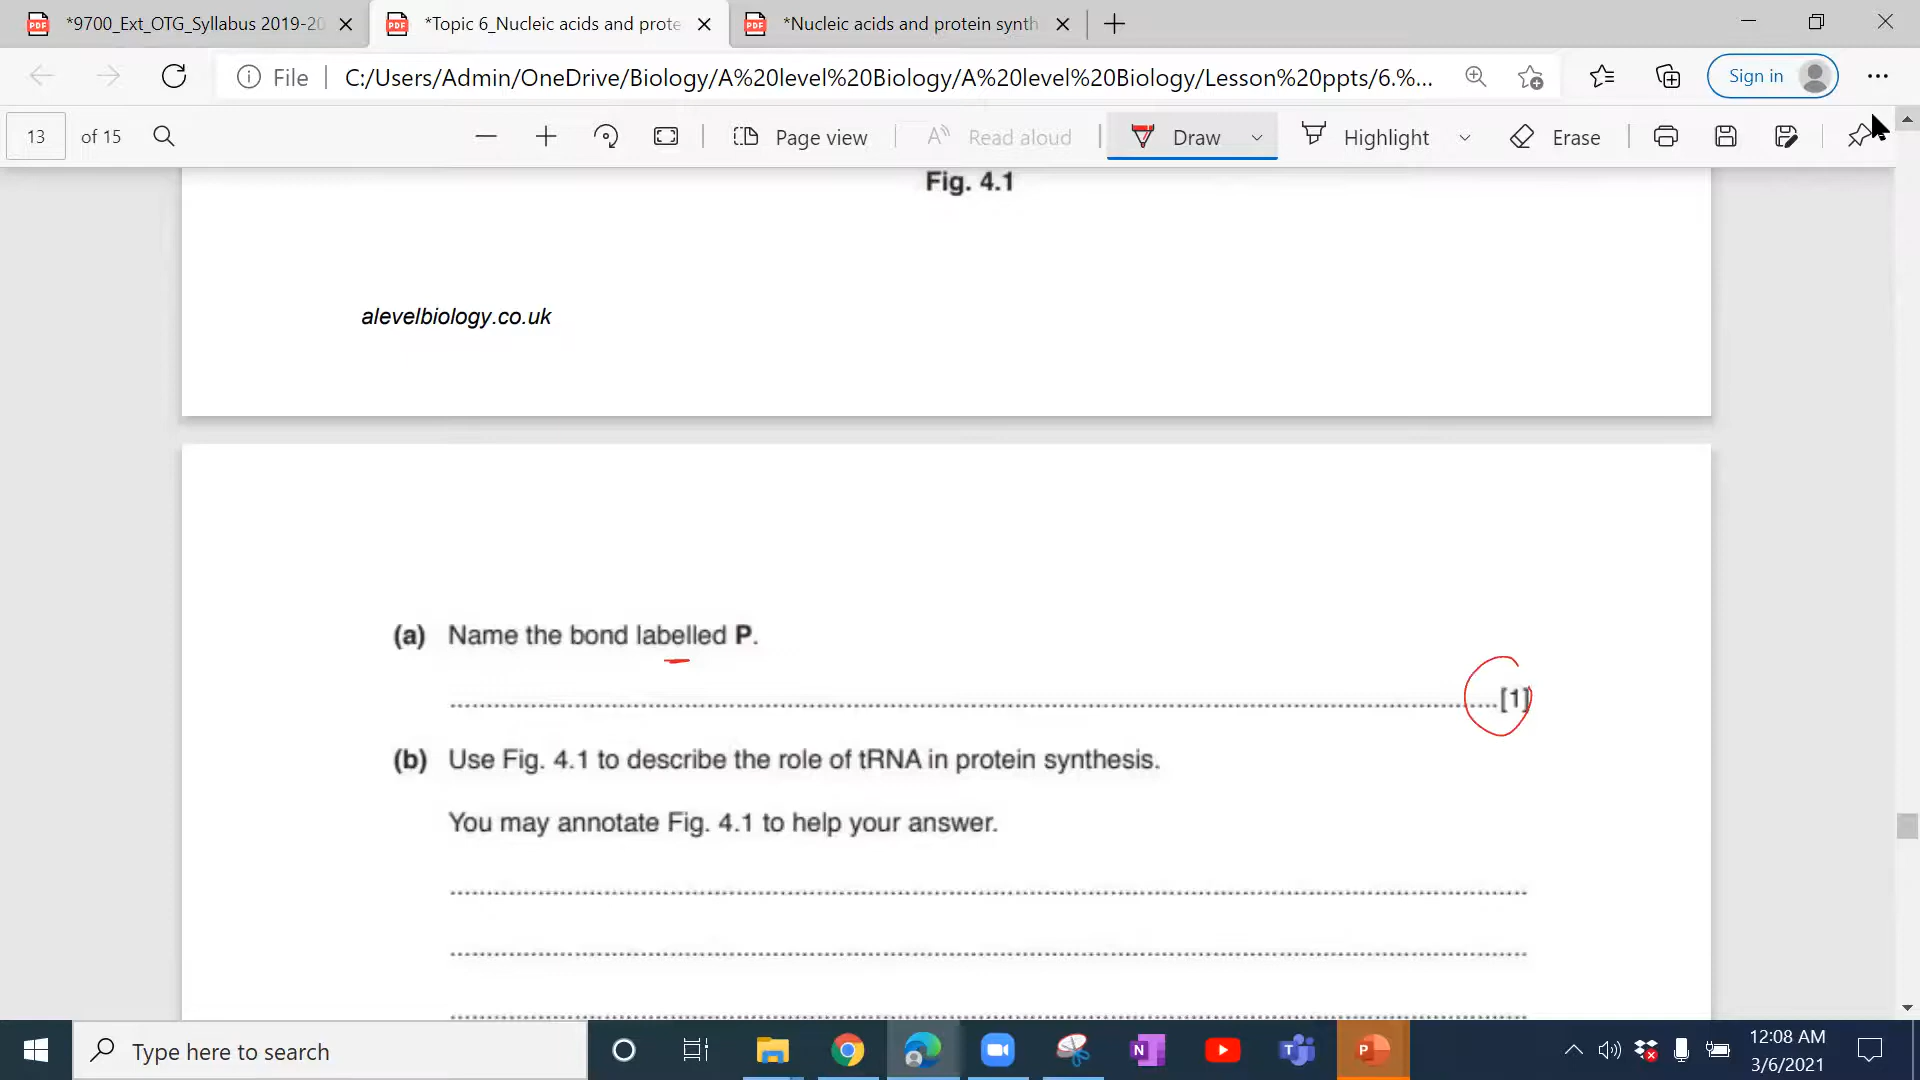 *9700_Ext_OTG_Syllabus 2019-20
*Topic 6_Nucleic acids and prote
*Nucleic acids and protein synth
File
C:/Users/Admin/OneDrive/Biology/A%20level%20Biology/A%20level%20Biology/Lesson%20ppts/6.%...
Sign in
13 of 15
Page view
Read aloud
Draw
Highlight
Erase
Fig. 4.1
alevelbiology.co.uk
(a) Name the bond labelled P.
[1]
(b) Use Fig. 4.1 to describe the role of tRNA in protein synthesis.
You may annotate Fig. 4.1 to help your answer.
Type here to search
12:08 AM
3/6/2021